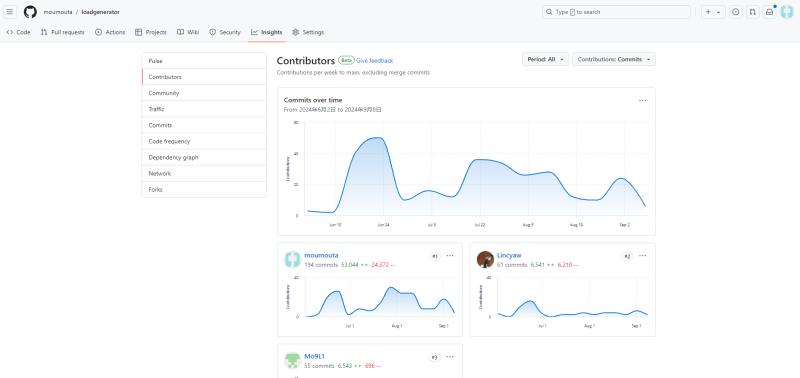 moumouta / loadgenerator
Type / to search
Code Pull requests Actions Projects Wiki Security Insights Settings
Pulse
Contributors
Community
Traffic
Commits
Code frequency
Dependency graph
Network
Forks
Contributors Beta Give feedback
Contributions per week to main, excluding merge commits
Period: All
Contributions: Commits
Commits over time
From 2024年6月2日 to 2024年9月8日
Contributions
60
40
20
0
Jun 10 Jun 24 Jul 8 Jul 22 Aug 5 Aug 19 Sep 2
moumouta #1
194 commits 53,044 ++ 24,372 --
Contributions
40
0
Jul 1 Aug 1 Sep 1
Lincyaw #2
61 commits 6,541 ++ 6,210 --
Contributions
40
0
Jul 1 Aug 1 Sep 1
Mo9L1 #3
55 commits 6,543 ++ 696 --
40